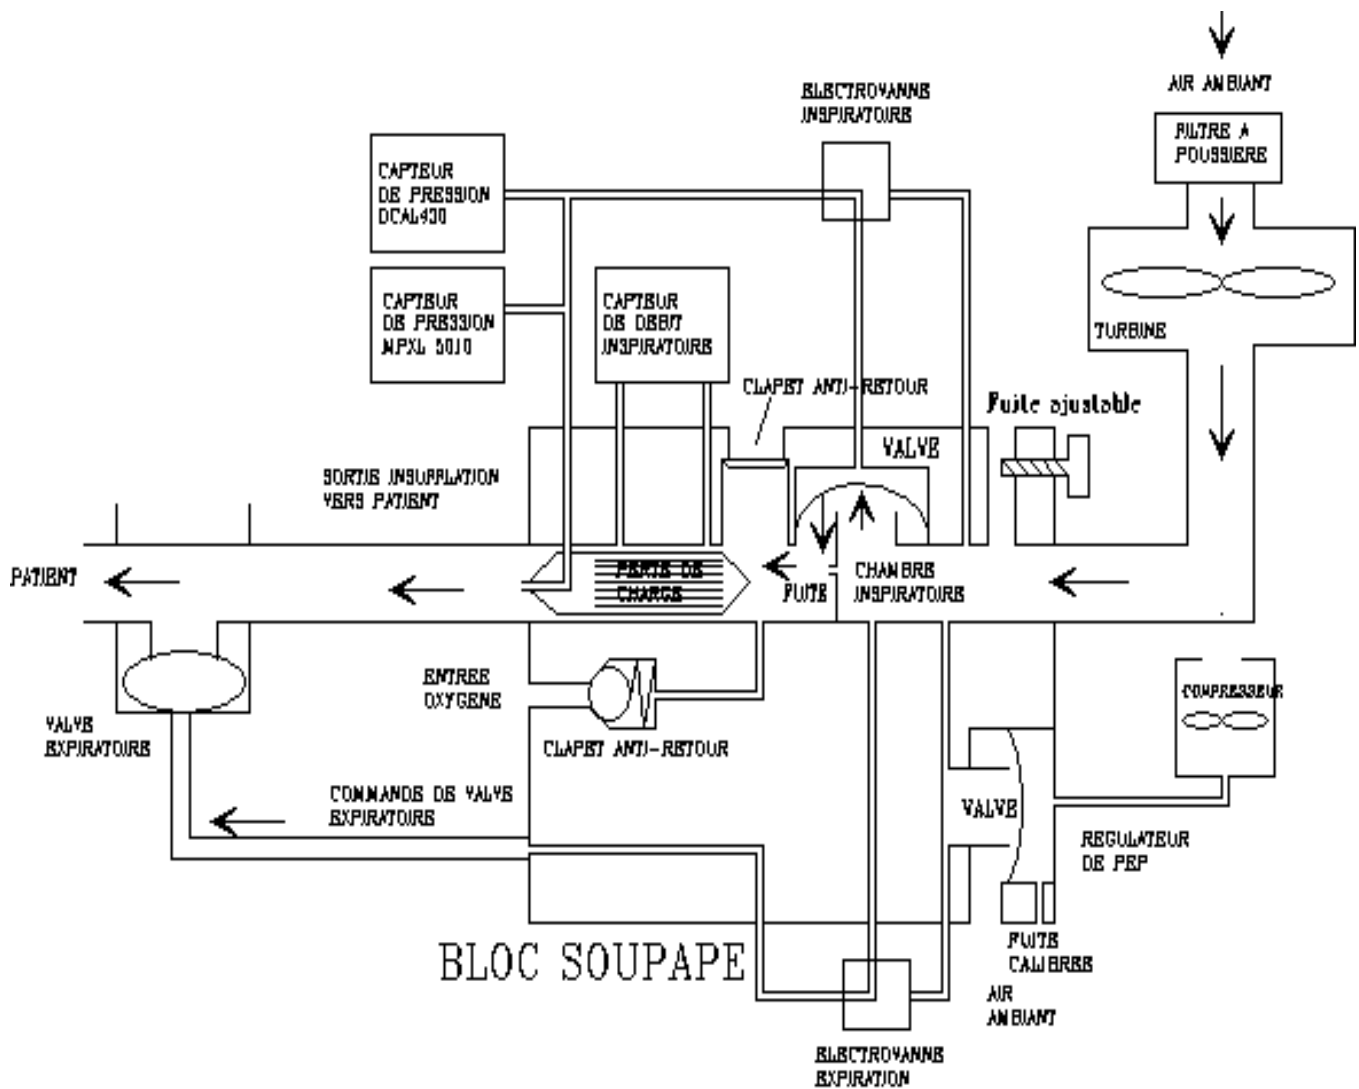 AIR AMBIANT
ELECTROVANNE
INSPIRATOIRE
FILTRE A
POUSSIERE
CAPTEUR
DE PRESSION
DCAL430
CAPTEUR
DE PRESSION
MPXL 5010
CAPTEUR
DE DEBIT
INSPIRATOIRE
TURBINE
CLAPET ANTI-RETOUR
Fuite ajustable
VALVE
SORTIE INSUFFLATION
VERS PATIENT
PATIENT
PERTE DE
CHARGE
FUITE
CHAMBRE
INSPIRATOIRE
ENTREE
OXYGENE
COMPRESSEUR
VALVE
EXPIRATOIRE
CLAPET ANTI-RETOUR
COMMANDE DE VALVE
EXPIRATOIRE
VALVE
REGULATEUR
DE PEP
BLOC SOUPAPE
FUITE
CALIBREE
AIR
AMBIANT
ELECTROVANNE
EXPIRATION